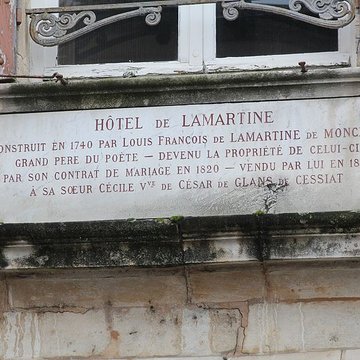 HÔTEL DE LAMARTINE
CONSTRUIT EN 1740 PAR LOUIS FRANÇOIS DE LAMARTINE DE MONC
GRAND PÈRE DU POÈTE – DEVENU LA PROPRIÉTÉ DE CELUI-CI
PAR SON CONTRAT DE MARIAGE EN 1820 – VENDU PAR LUI EN 18
À SA SŒUR CÉCILE Vve DE CÉSAR DE GLANS DE CESSIAT